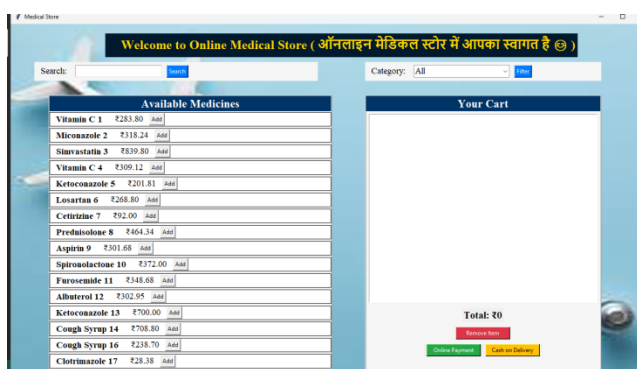 Medical Store
Welcome to Online Medical Store ( ऑनलाइन मेडिकल स्टोर में आपका स्वागत है 😊 )
Search: Search
Category: All Filter
Available Medicines
Vitamin C 1 ₹283.80 Add
Miconazole 2 ₹318.24 Add
Simvastatin 3 ₹839.80 Add
Vitamin C 4 ₹309.12 Add
Ketoconazole 5 ₹201.81 Add
Losartan 6 ₹268.80 Add
Cetirizine 7 ₹92.00 Add
Prednisolone 8 ₹464.34 Add
Aspirin 9 ₹301.68 Add
Spironolactone 10 ₹372.00 Add
Furosemide 11 ₹348.68 Add
Albuterol 12 ₹302.95 Add
Ketoconazole 13 ₹700.00 Add
Cough Syrup 14 ₹708.80 Add
Cough Syrup 16 ₹238.70 Add
Clotrimazole 17 ₹28.38 Add
Your Cart
Total: ₹0
Remove Item
Online Payment Cash on Delivery